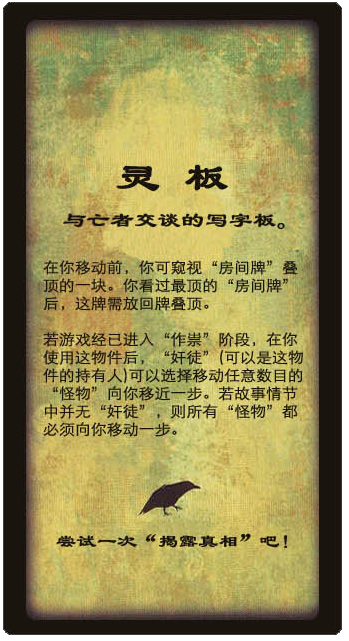 灵 板
与亡者交谈的写字板。
在你移动前，你可窥视“房间牌”叠
顶的一块。你看过最顶的“房间牌”
后，这牌需放回牌叠顶。
若游戏经已进入“作祟”阶段，在你
使用这物件后，“奸徒”(可以是这物
件的持有人)可以选择移动任意数目的
“怪物”向你移近一步。若故事情节
中并无“奸徒”，则所有“怪物”都
必须向你移动一步。
尝试一次“揭露真相”吧！